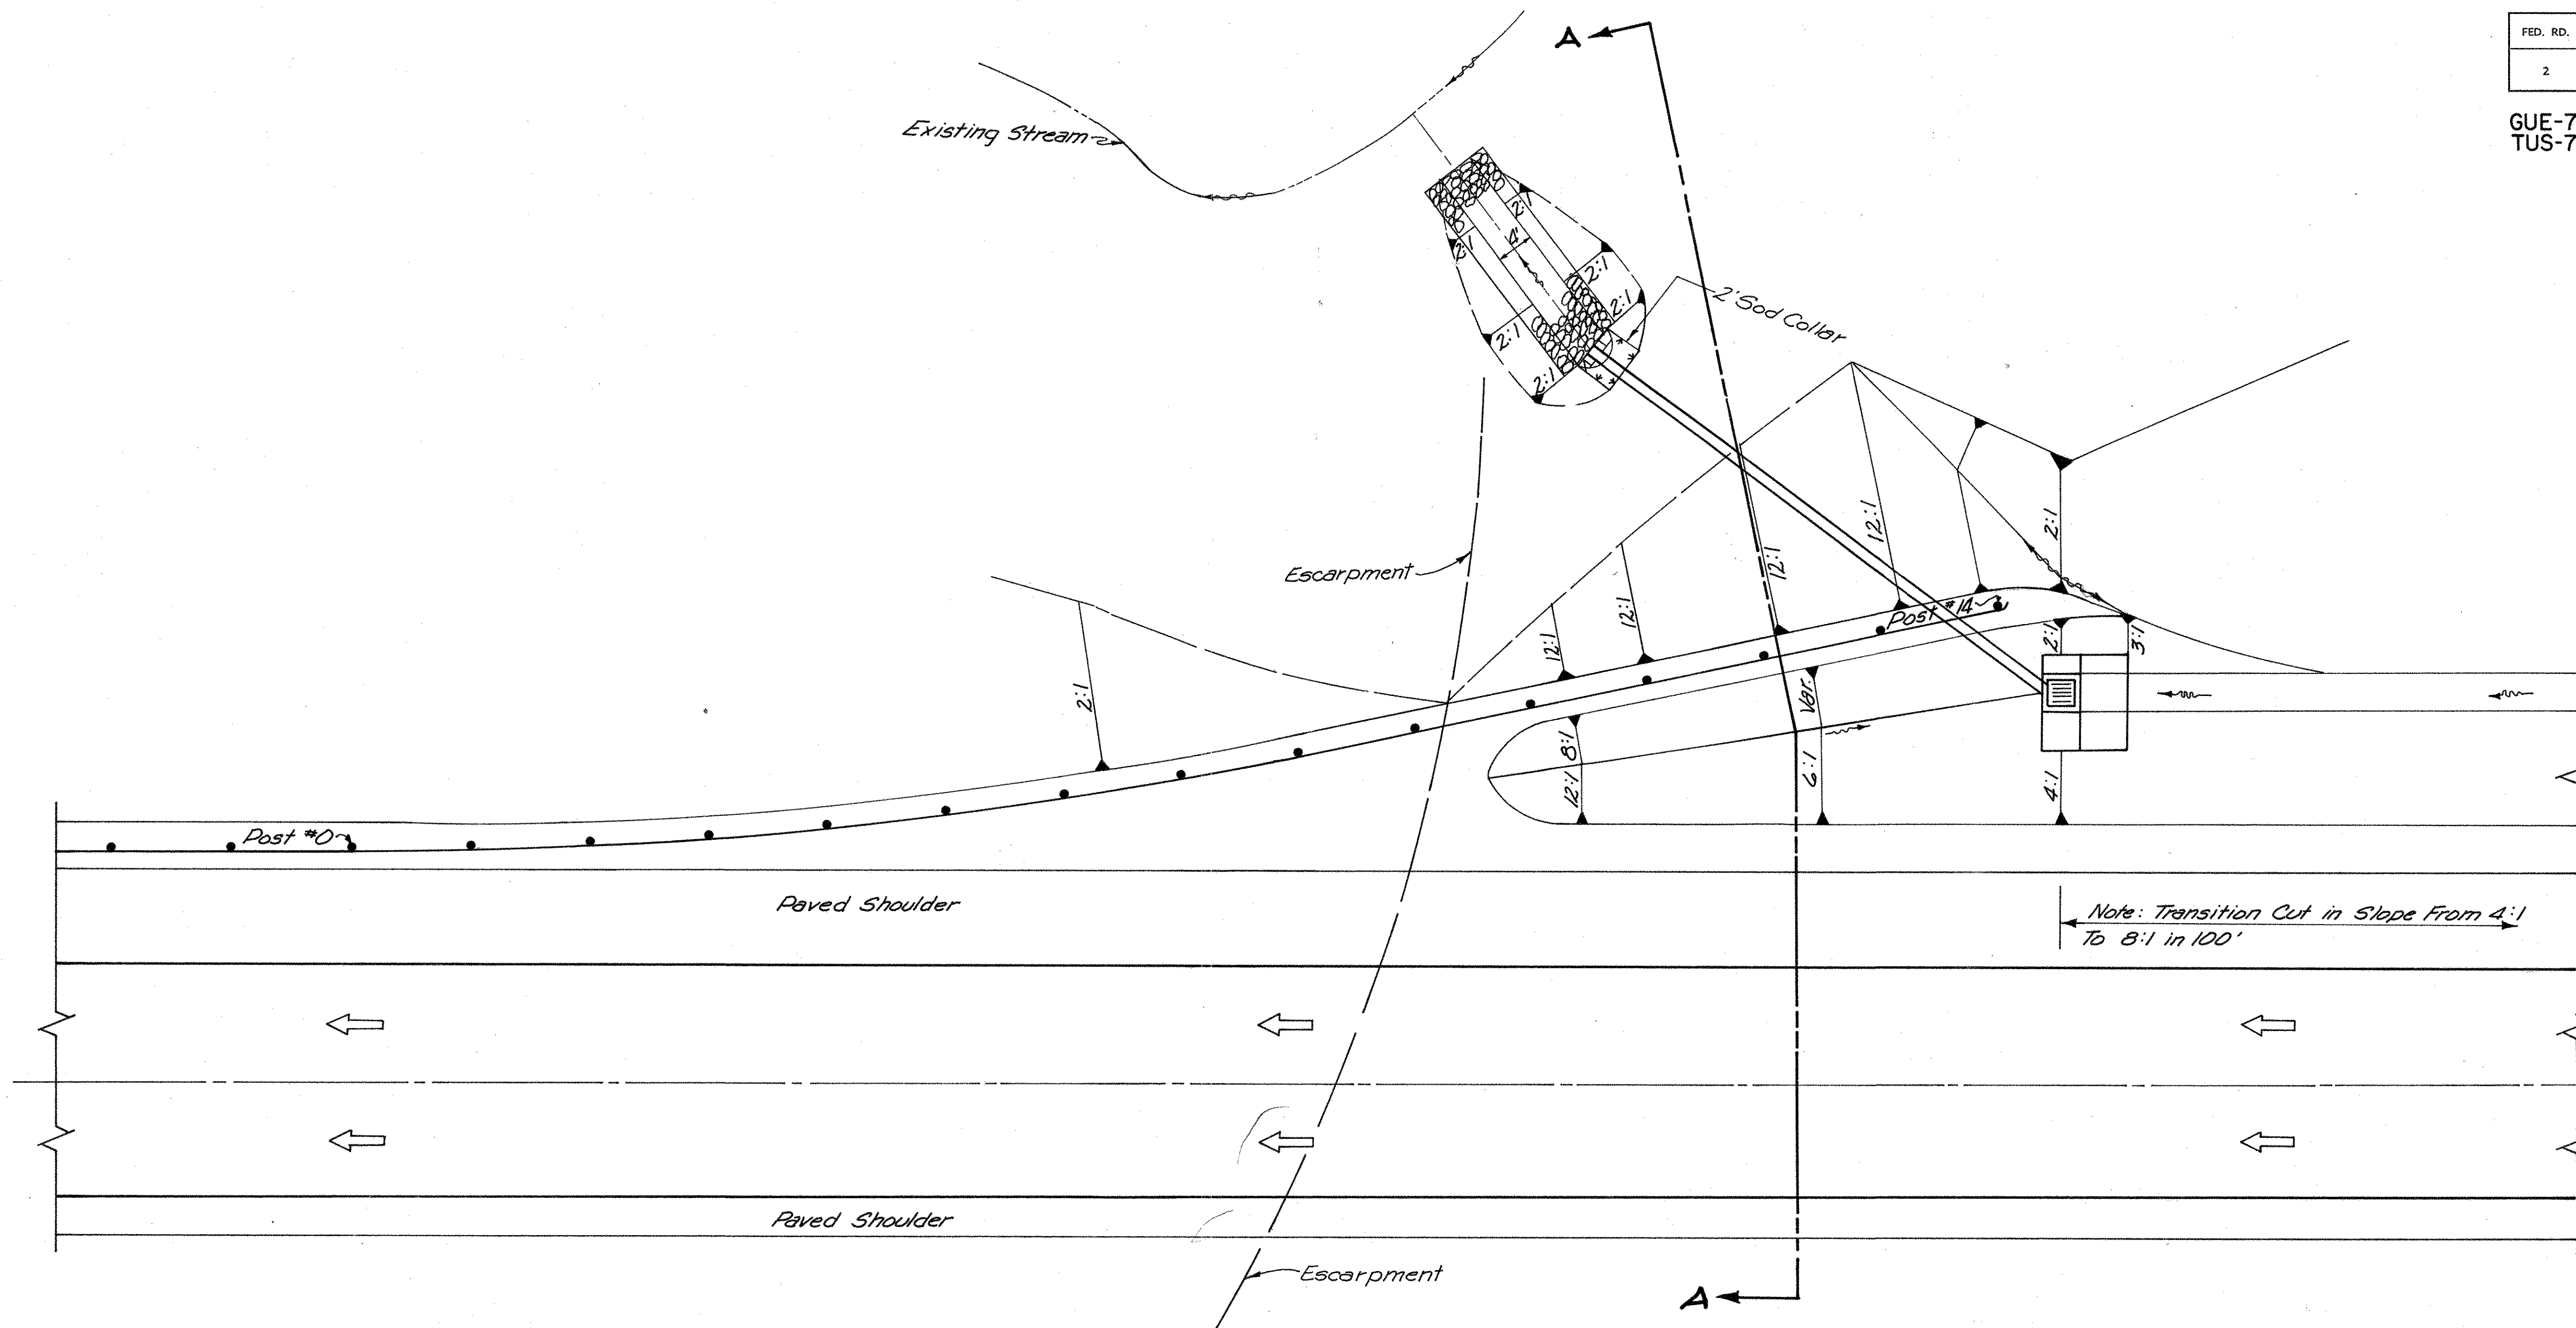 FED. RD.
2
GUE-7
TUS-7
A
Existing Stream
2:1
2:1
4'
2:1
2:1
2:1
2:1
2' Sod Collar
Escarpment
12:1
12:1
2:1
12:1
12:1
Post #14
2:1
3:1
2:1
Var.
8:1
12:1
6:1
4:1
Post #0
Paved Shoulder
Note: Transition Cut in Slope From 4:1
To 8:1 in 100'
Paved Shoulder
Escarpment
A